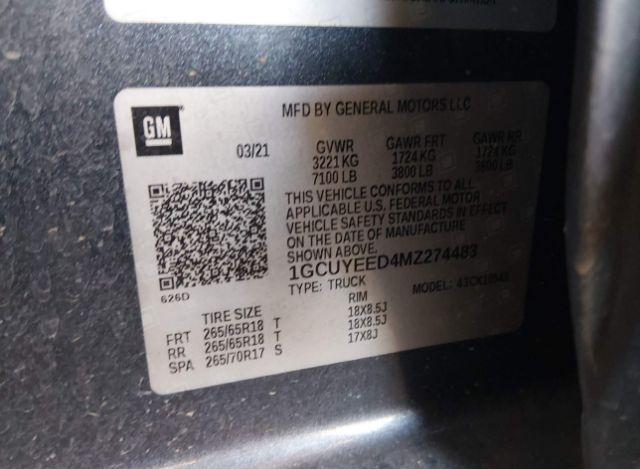 GM
MFD BY GENERAL MOTORS LLC
03/21 GVWR GAWR FRT GAWR RR
3221 KG 1724 KG 1724 KG
7100 LB 3800 LB 3800 LB
THIS VEHICLE CONFORMS TO ALL
APPLICABLE U.S. FEDERAL MOTOR
VEHICLE SAFETY STANDARDS IN EFFECT
ON THE DATE OF MANUFACTURE
SHOWN ABOVE.
1GCUYEED4MZ274483
626D
TYPE: TRUCK MODEL:
TIRE SIZE RIM
FRT 265/65R18 T 18X8.5J
RR 265/65R18 T 18X8.5J
SPA 265/70R17 S 17X8J